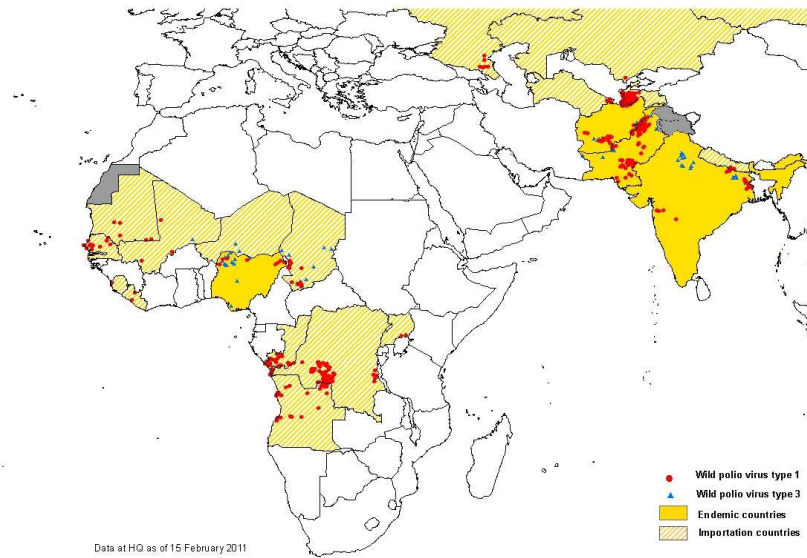 Wild polio virus type 1
Wild polio virus type 3
Endemic countries
Importation countries
Data at HQ as of 15 February 2011